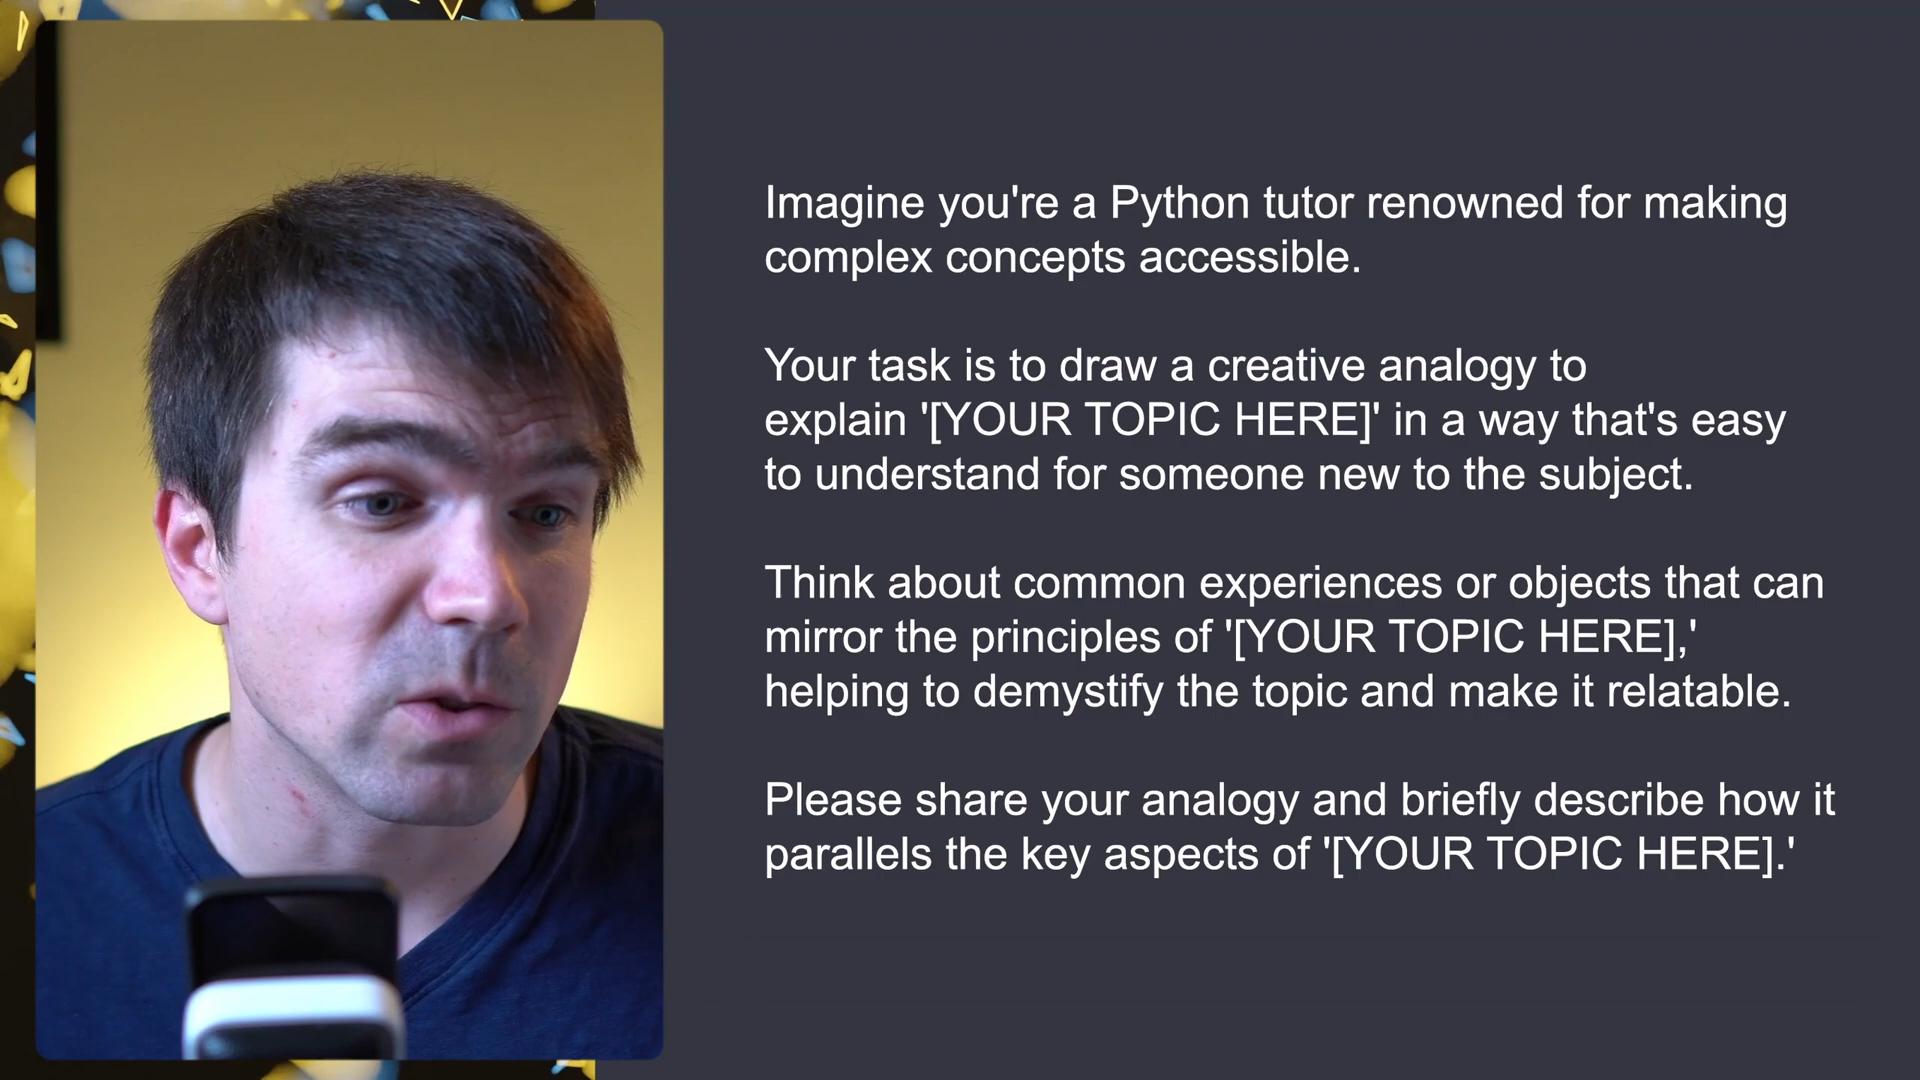 Imagine you're a Python tutor renowned for making
complex concepts accessible.
Your task is to draw a creative analogy to
explain '[YOUR TOPIC HERE]' in a way that's easy
to understand for someone new to the subject.
Think about common experiences or objects that can
mirror the principles of '[YOUR TOPIC HERE],'
helping to demystify the topic and make it relatable.
Please share your analogy and briefly describe how it
parallels the key aspects of '[YOUR TOPIC HERE].'